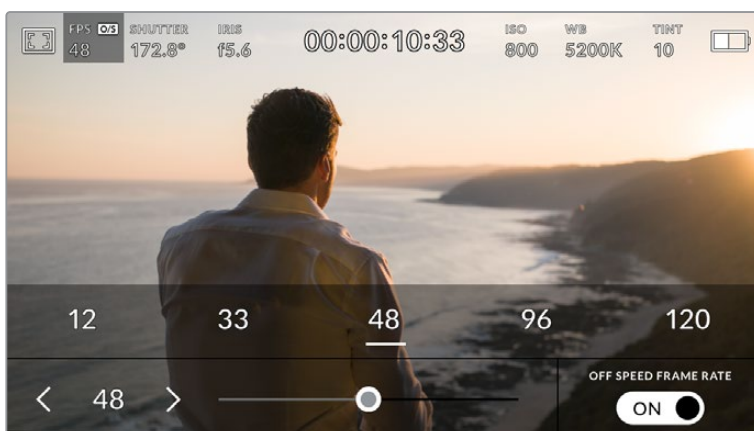 FPS O/S SHUTTER IRIS 00:00:10:33 ISO WB TINT
48 172.8° f5.6 800 5200K 10
12 33 48 96 120
OFF SPEED FRAME RATE
< 48 > ON